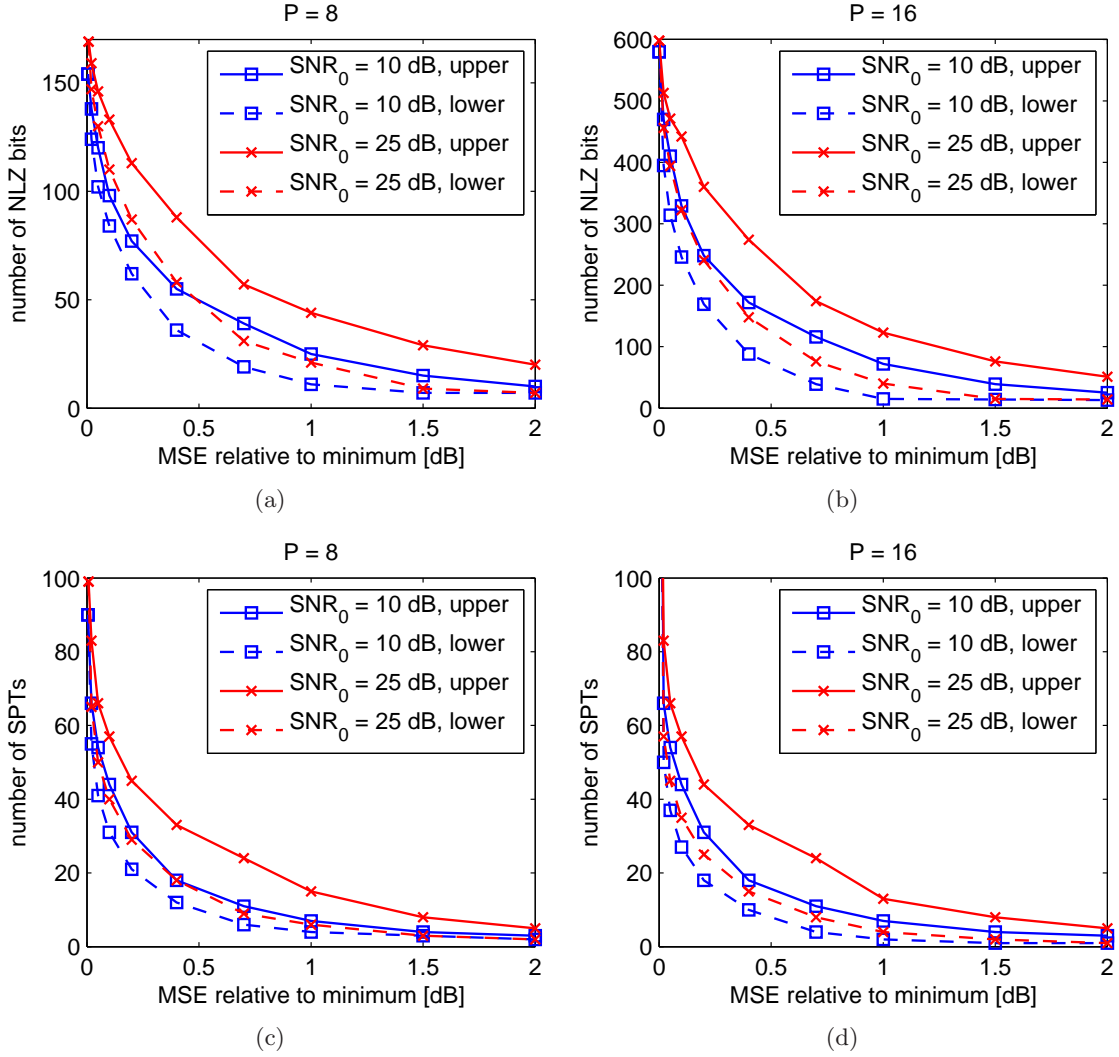 P = 8
number of NLZ bits
150
100
50
0
SNR0 = 10 dB, upper
SNR0 = 10 dB, lower
SNR0 = 25 dB, upper
SNR0 = 25 dB, lower
0 0.5 1 1.5 2
MSE relative to minimum [dB]
(a)
P = 16
number of NLZ bits
600
500
400
300
200
100
0
SNR0 = 10 dB, upper
SNR0 = 10 dB, lower
SNR0 = 25 dB, upper
SNR0 = 25 dB, lower
0 0.5 1 1.5 2
MSE relative to minimum [dB]
(b)
P = 8
number of SPTs
100
80
60
40
20
0
SNR0 = 10 dB, upper
SNR0 = 10 dB, lower
SNR0 = 25 dB, upper
SNR0 = 25 dB, lower
0 0.5 1 1.5 2
MSE relative to minimum [dB]
(c)
P = 16
number of SPTs
100
80
60
40
20
0
SNR0 = 10 dB, upper
SNR0 = 10 dB, lower
SNR0 = 25 dB, upper
SNR0 = 25 dB, lower
0 0.5 1 1.5 2
MSE relative to minimum [dB]
(d)